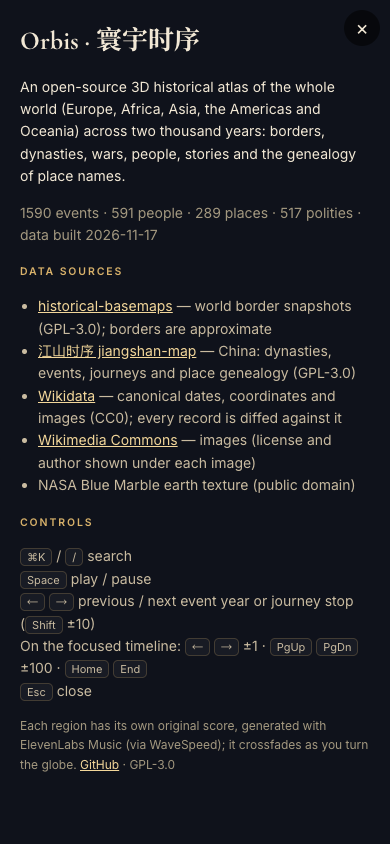 Orbis · 寰宇时序
×
An open-source 3D historical atlas of the whole
world (Europe, Africa, Asia, the Americas and
Oceania) across two thousand years: borders,
dynasties, wars, people, stories and the genealogy
of place names.
1590 events · 591 people · 289 places · 517 polities ·
data built 2026-11-17
DATA SOURCES
• historical-basemaps — world border snapshots
(GPL-3.0); borders are approximate
• 江山时序 jiangshan-map — China: dynasties,
events, journeys and place genealogy (GPL-3.0)
• Wikidata — canonical dates, coordinates and
images (CC0); every record is diffed against it
• Wikimedia Commons — images (license and
author shown under each image)
• NASA Blue Marble earth texture (public domain)
CONTROLS
⌘K / / search
Space play / pause
← → previous / next event year or journey stop
(Shift ±10)
On the focused timeline: ← → ±1 · PgUp PgDn
±100 · Home End
Esc close
Each region has its own original score, generated with
ElevenLabs Music (via WaveSpeed); it crossfades as you turn
the globe. GitHub · GPL-3.0